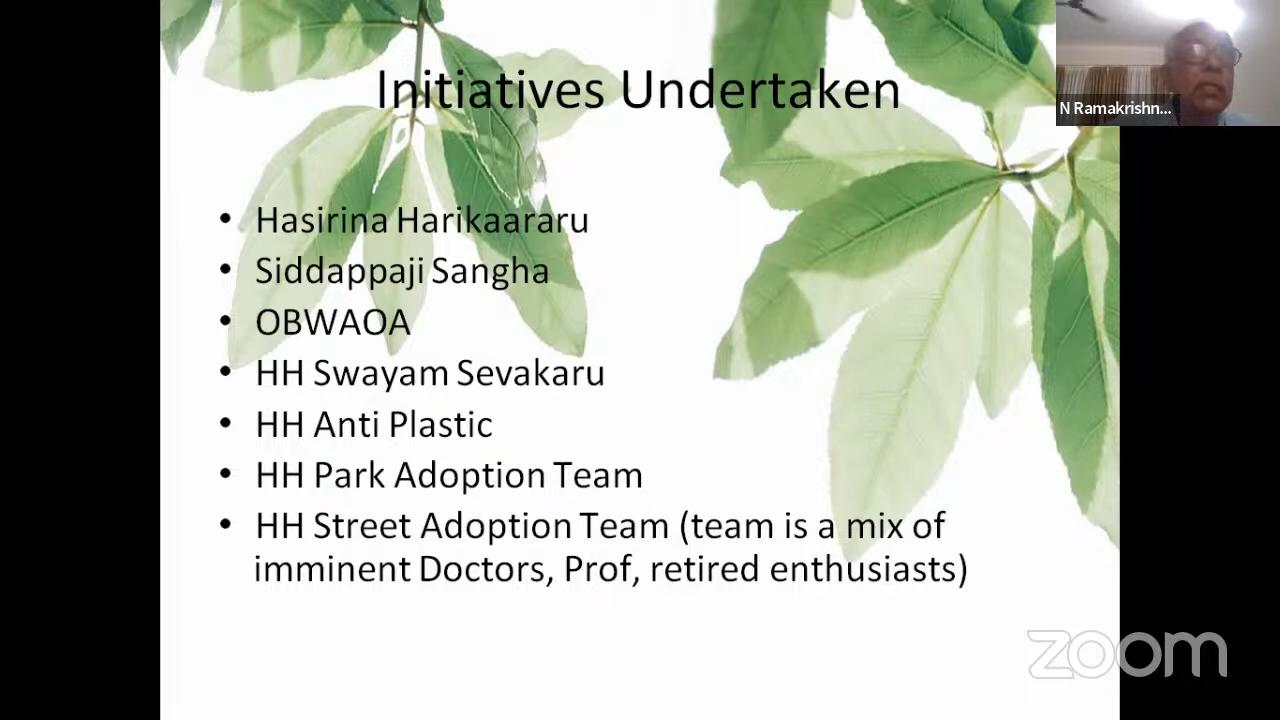 Initiatives Undertaken
N Ramakrishn...
• Hasirina Harikaararu
• Siddappaji Sangha
• OBWAOA
• HH Swayam Sevakaru
• HH Anti Plastic
• HH Park Adoption Team
• HH Street Adoption Team (team is a mix of
imminent Doctors, Prof, retired enthusiasts)
zoom